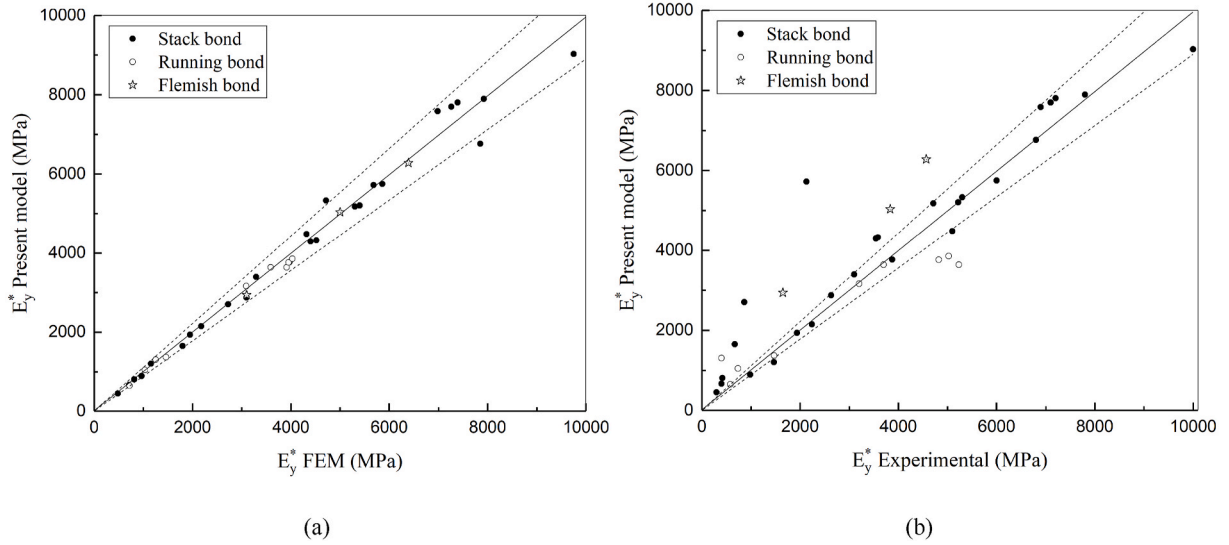 10000
8000
6000
4000
2000
0
E*y Present model (MPa)
Stack bond
Running bond
Flemish bond
0 2000 4000 6000 8000 10000
E*y FEM (MPa)
(a)
10000
8000
6000
4000
2000
0
E*y Present model (MPa)
Stack bond
Running bond
Flemish bond
0 2000 4000 6000 8000 10000
E*y Experimental (MPa)
(b)